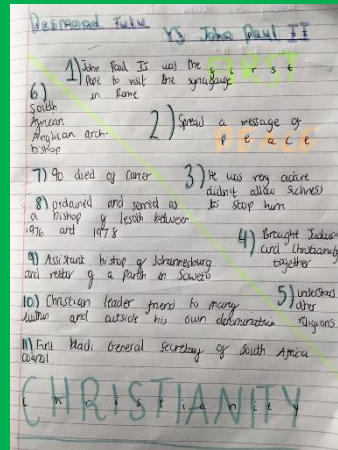 Desmond Tutu Vs John Paul II
1) John Paul II was the first
Pope to visit the synagauge
in Rome
6)
South
African
Anglican arch-
bishop
2) Spread a message of
peace
7) 90 died of cancer
3) He was very active
didn't allow sickness
to stop him
8) ordained and served as
a bishop of lesoth between
1976 and 1978
4) Brought Judaism
and Christianity
together
9) Assistant bishop of Johannesburg
and rector of a parish in Soweto
5) understands
other
religions
10) Christian leader friend to many
within and outside his own denomination
11) First black General Secretary of South Africa
council
CHRISTIANITY